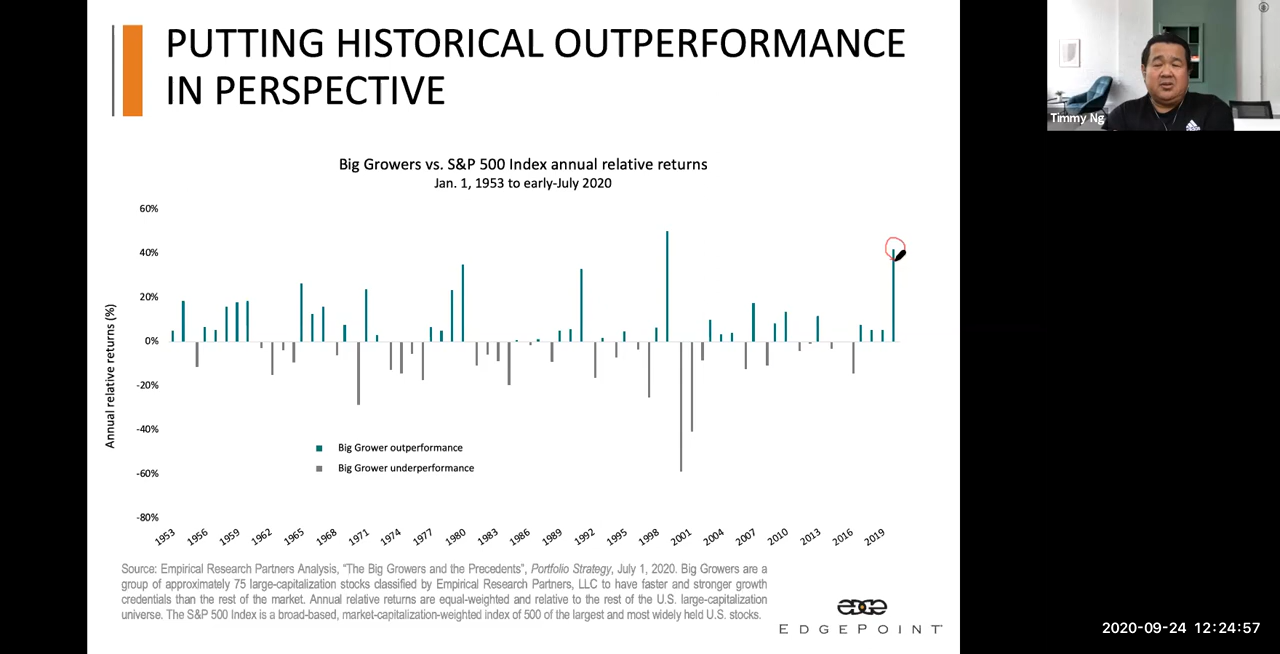 PUTTING HISTORICAL OUTPERFORMANCE
IN PERSPECTIVE
Timmy Ng
Big Growers vs. S&P 500 Index annual relative returns
Jan. 1, 1953 to early-July 2020
Annual relative returns (%)
60%
40%
20%
0%
-20%
-40%
-60%
-80%
Big Grower outperformance
Big Grower underperformance
1953 1956 1959 1962 1965 1968 1971 1974 1977 1980 1983 1986 1989 1992 1995 1998 2001 2004 2007 2010 2013 2016 2019
Source: Empirical Research Partners Analysis, “The Big Growers and the Precedents”, Portfolio Strategy, July 1, 2020. Big Growers are a
group of approximately 75 large-capitalization stocks classified by Empirical Research Partners, LLC to have faster and stronger growth
credentials than the rest of the market. Annual relative returns are equal-weighted and relative to the rest of the U.S. large-capitalization
universe. The S&P 500 Index is a broad-based, market-capitalization-weighted index of 500 of the largest and most widely held U.S. stocks.
EDGEPOINT
2020-09-24 12:24:57